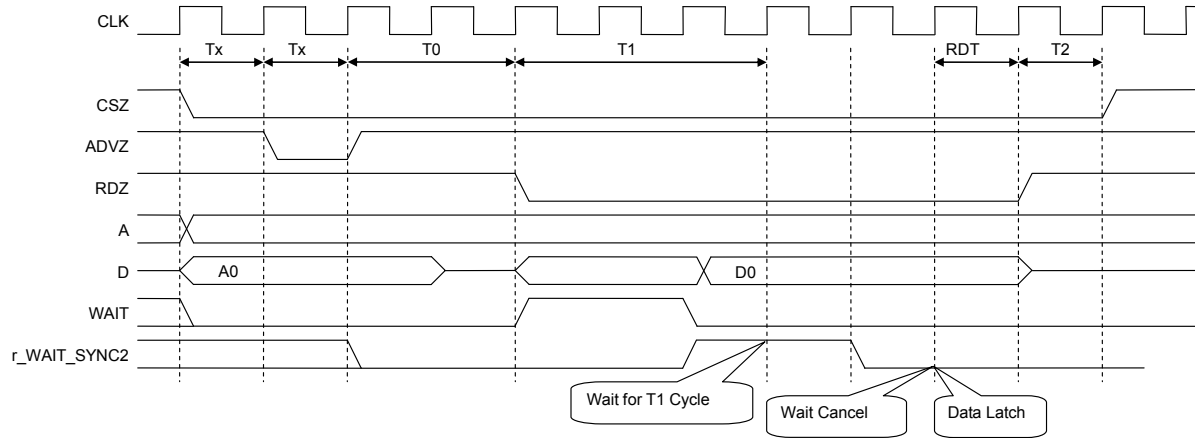 CLK
Tx Tx T0 T1 RDT T2
CSZ
ADVZ
RDZ
A
D A0 D0
WAIT
r_WAIT_SYNC2
Wait for T1 Cycle
Wait Cancel
Data Latch